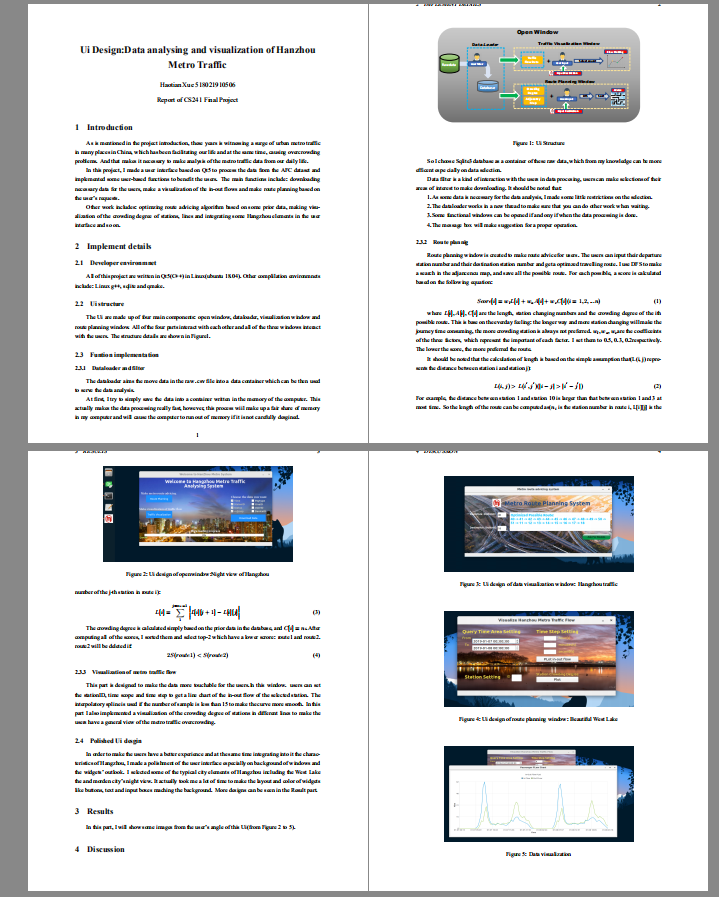 Ui Design:Data analysing and visualization of Hanzhou
Metro Traffic
Haotian Xue 518021910506
Report of CS241 Final Project
1 Introduction
As is mentioned in the project introduction, these years is witnessing a surge of urban metro traffic
in many places in China, which has been facilitating our life and at the same time, causing overcrowding
problems. And that makes it necessary to make analysis of the metro traffic data from our daily life.
In this project, I made a user interface based on Qt5 to process the data from the AFC dataset and
implemented some user-based functions to benefit the users. The main functions include: downloading
necessary data for the users, make a visualization of the in-out flows and make route planning based on
the user's requests.
Other work includes: optimizing route advicing algorithm based on some prior data, making visu-
alization of the crowding degree of stations, lines and integrating some Hangzhou elements in the user
interface and so on.
2 Implement details
2.1 Developer environmnet
All of this project are written in Qt5(C++) in Linux(ubuntu 18.04). Other compilation environments
include: Linux g++, sqlite and qmake.
2.2 Ui structure
The Ui are made up of four main components: open window, dataloader, visualization window and
route planning window. All of the four parts interact with each other and all of the three windows interact
with the users. The structure details are shown in Figure1.
2.3 Funtion implementation
2.3.1 Dataloader and filter
The dataloader aims the move data in the raw .csv file into a data container which can be then used
to serve the data analysis.
At first, I try to simply save the data into a container written in the memory of the computer, This
actually makes the data processing really fast, however, this process will make up a fair share of memory
in my computer and will cause the computer to run out of memory if it is not carefully desgined.
1
2
Open Window
Data Loader
Traffic Visualization Window
Route Planning Window
Figure 1: Ui Structure
So I choose Sqlite3 database as a container of these raw data, which from my knowledge can be more
efficent especially on data selection.
Data filter is a kind of interaction with the users in data processing, users can make selections of their
areas of interest to make downloading. It should be noted that:
1. As some data is necessary for the data analysis, I made some little restrictions on the selection.
2. The dataloader works in a new thread to make sure that you can do other work when waiting.
3. Some functional windows can be opened if and ony if when the data processing is done.
4. The message box will make suggestion for a proper operation.
2.3.2 Route plannig
Route planning window is created to make route advice for users. The users can input their departure
station number and their destination station number and get a optimized travelling route. I use DFS to make
a search in the adjacency map, and save all the possible route. For each possible, a score is calculated
based on the following equation:
Score[i] = w₁L[i] + wₛA[i] + w꜀C[i](i = 1,2,...n) (1)
where L[i], A[i], C[i] are the length, station changing numbers and the crowding degree of the ith
possible route. This is base on the everday feeling: the longer way and more station changing will make the
journey time consuming, the more crowding station is always not prefered.
of the three factors, which represent the important of each factor. I set them to 0.5, 0.3, 0.2 respectively.
The lower the score, the more prefered the route.
It should be noted that the calculation of length is based on the simple assumption that(L(i, j) repre-
sents the distance between station i and station j):
L(i, j) > L(i', j')(|i − j| > |i' − j'|) (2)
For example, the distance between station 1 and station 10 is larger than that between station 1 and 3 at
most time. So the length of the route can be computed as(nᵢ is the station number in route i, L[i][j] is the
3 RESULTS 3
Welcome to Hangzhou Metro Traffic
Analysing System
Figure 2: Ui design of openwindow:Night view of Hangzhou
number of the j-th station in route i):
(3)
The crowding degree is calculated simply based on the prior data in the database, and
computing all of the scores, I sorted them and select top-2 which have a lower score: route1 and route2.
route2 will be deleted if:
2S(route1) < S(route2) (4)
2.3.3 Visualization of metro traffic flow
This part is designed to make the data more touchable for the users. In this window, users can set
the stationID, time scope and time step to get a line chart of the in-out flow of the selected station. The
interpolary spline is used if the number of sample is less than 15 to make the curve more smooth. In this
part I also implemented a visualization of the crowding degree of stations in different lines to make the
users have a general view of the metro traffic overcrowding.
2.4 Polished Ui desgin
In order to make the users have a better experience and at the same time integrating into it the charac-
teristics of Hangzhou, I made a polishment of the user interface especially on background of windows and
the widgets' outlook. I selected some of the typical city elements of Hangzhou including the West Lake
and the morden city's night view. It actually took me a lot of time to make the layout and color of widgets
like buttons, text and input boxes maching the background. More designs can be seen in the Result part.
3 Results
In this part, I will show some images from the user's angle of this Ui(from Figure 2 to 5).
4 Discussion
4 DISCUSSION 4
Metro Route Planning System
Figure 3: Ui design of data visualization window: Hangzhou traffic
Visualize Hanzhou Metro Traffic Flow
Query Time Area Setting:
Time Step Setting
Station Setting
Plot
Figure 4: Ui design of route planning window: Beautiful West Lake
Figure 5: Data visualization